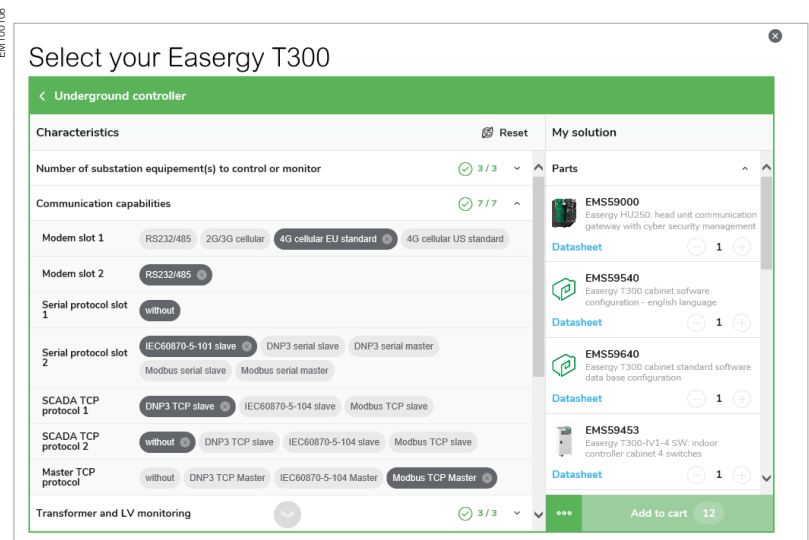 EM100106
Select your Easergy T300
Underground controller
Characteristics
Reset
My solution
Number of substation equipement(s) to control or monitor
3 / 3
Parts
Communication capabilities
7 / 7
Modem slot 1
RS232/485
2G/3G cellular
4G cellular EU standard
4G cellular US standard
Modem slot 2
RS232/485
Serial protocol slot
1
without
Serial protocol slot
2
IEC60870-5-101 slave
DNP3 serial slave
DNP3 serial master
Modbus serial slave
Modbus serial master
SCADA TCP
protocol 1
DNP3 TCP slave
IEC60870-5-104 slave
Modbus TCP slave
SCADA TCP
protocol 2
without
DNP3 TCP slave
IEC60870-5-104 slave
Modbus TCP slave
Master TCP
protocol
without
DNP3 TCP Master
IEC60870-5-104 Master
Modbus TCP Master
Transformer and LV monitoring
3 / 3
EMS59000
Easergy HU250: head unit communication
gateway with cyber security management
Datasheet
1
EMS59540
Easergy T300 cabinet sofware
configuration - english language
Datasheet
1
EMS59640
Easergy T300 cabinet standard software
data base configuration
Datasheet
1
EMS59453
Easergy T300-IV1-4 SW: indoor
controller cabinet 4 switches
Datasheet
1
Add to cart
12